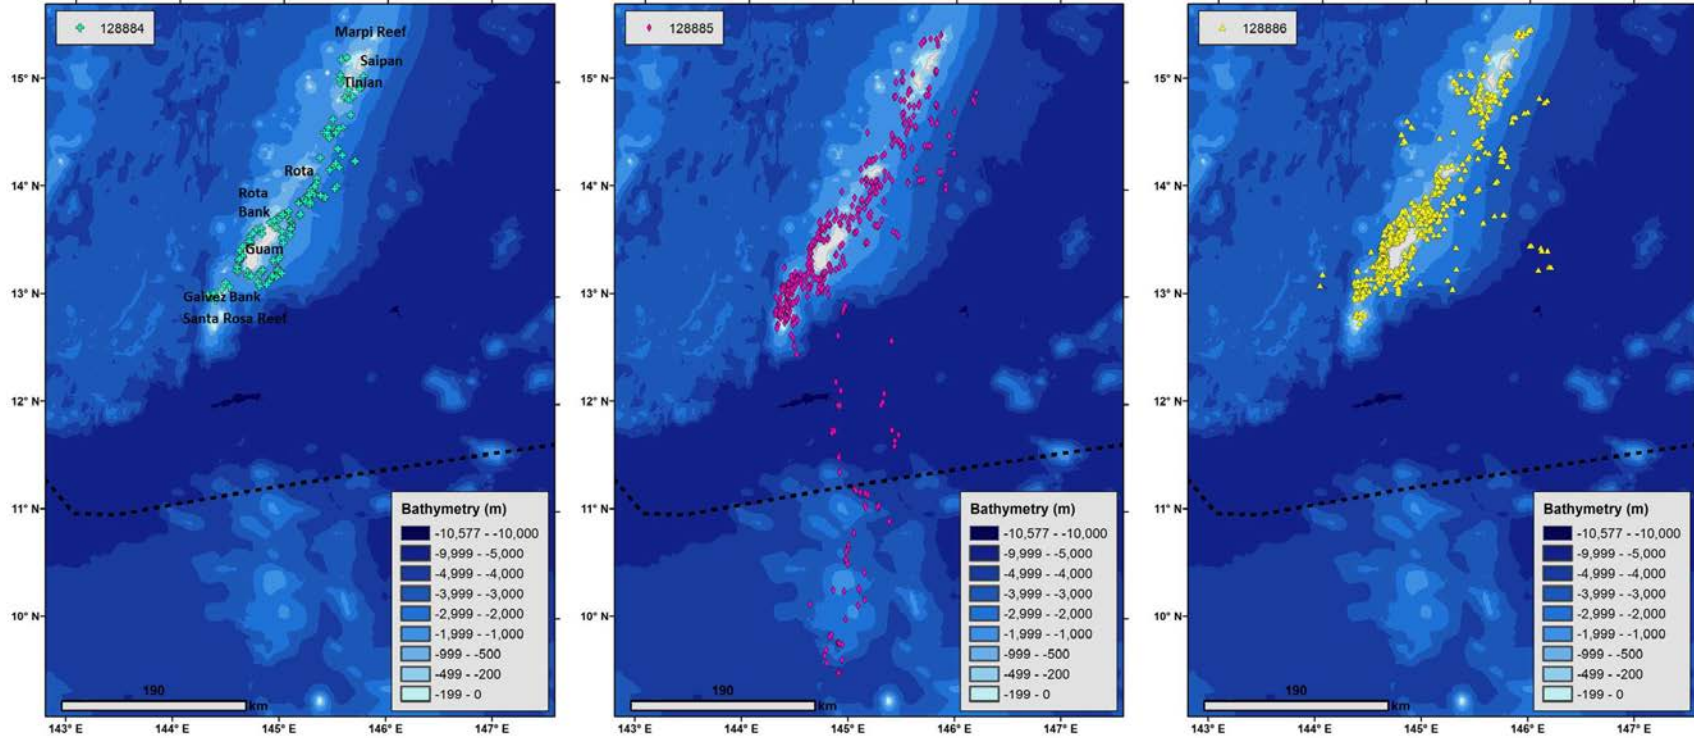 128884
Marpi Reef
Saipan
Tinian
Rota
Rota
Bank
Guam
Galvez Bank
Santa Rosa Reef
15° N
14° N
13° N
12° N
11° N
10° N
Bathymetry (m)
-10,577 - -10,000
-9,999 - -5,000
-4,999 - -4,000
-3,999 - -3,000
-2,999 - -2,000
-1,999 - -1,000
-999 - -500
-499 - -200
-199 - 0
190
km
143° E 144° E 145° E 146° E 147° E
128885
15° N
14° N
13° N
12° N
11° N
10° N
Bathymetry (m)
-10,577 - -10,000
-9,999 - -5,000
-4,999 - -4,000
-3,999 - -3,000
-2,999 - -2,000
-1,999 - -1,000
-999 - -500
-499 - -200
-199 - 0
190
km
143° E 144° E 145° E 146° E 147° E
128886
15° N
14° N
13° N
12° N
11° N
10° N
Bathymetry (m)
-10,577 - -10,000
-9,999 - -5,000
-4,999 - -4,000
-3,999 - -3,000
-2,999 - -2,000
-1,999 - -1,000
-999 - -500
-499 - -200
-199 - 0
190
km
143° E 144° E 145° E 146° E 147° E